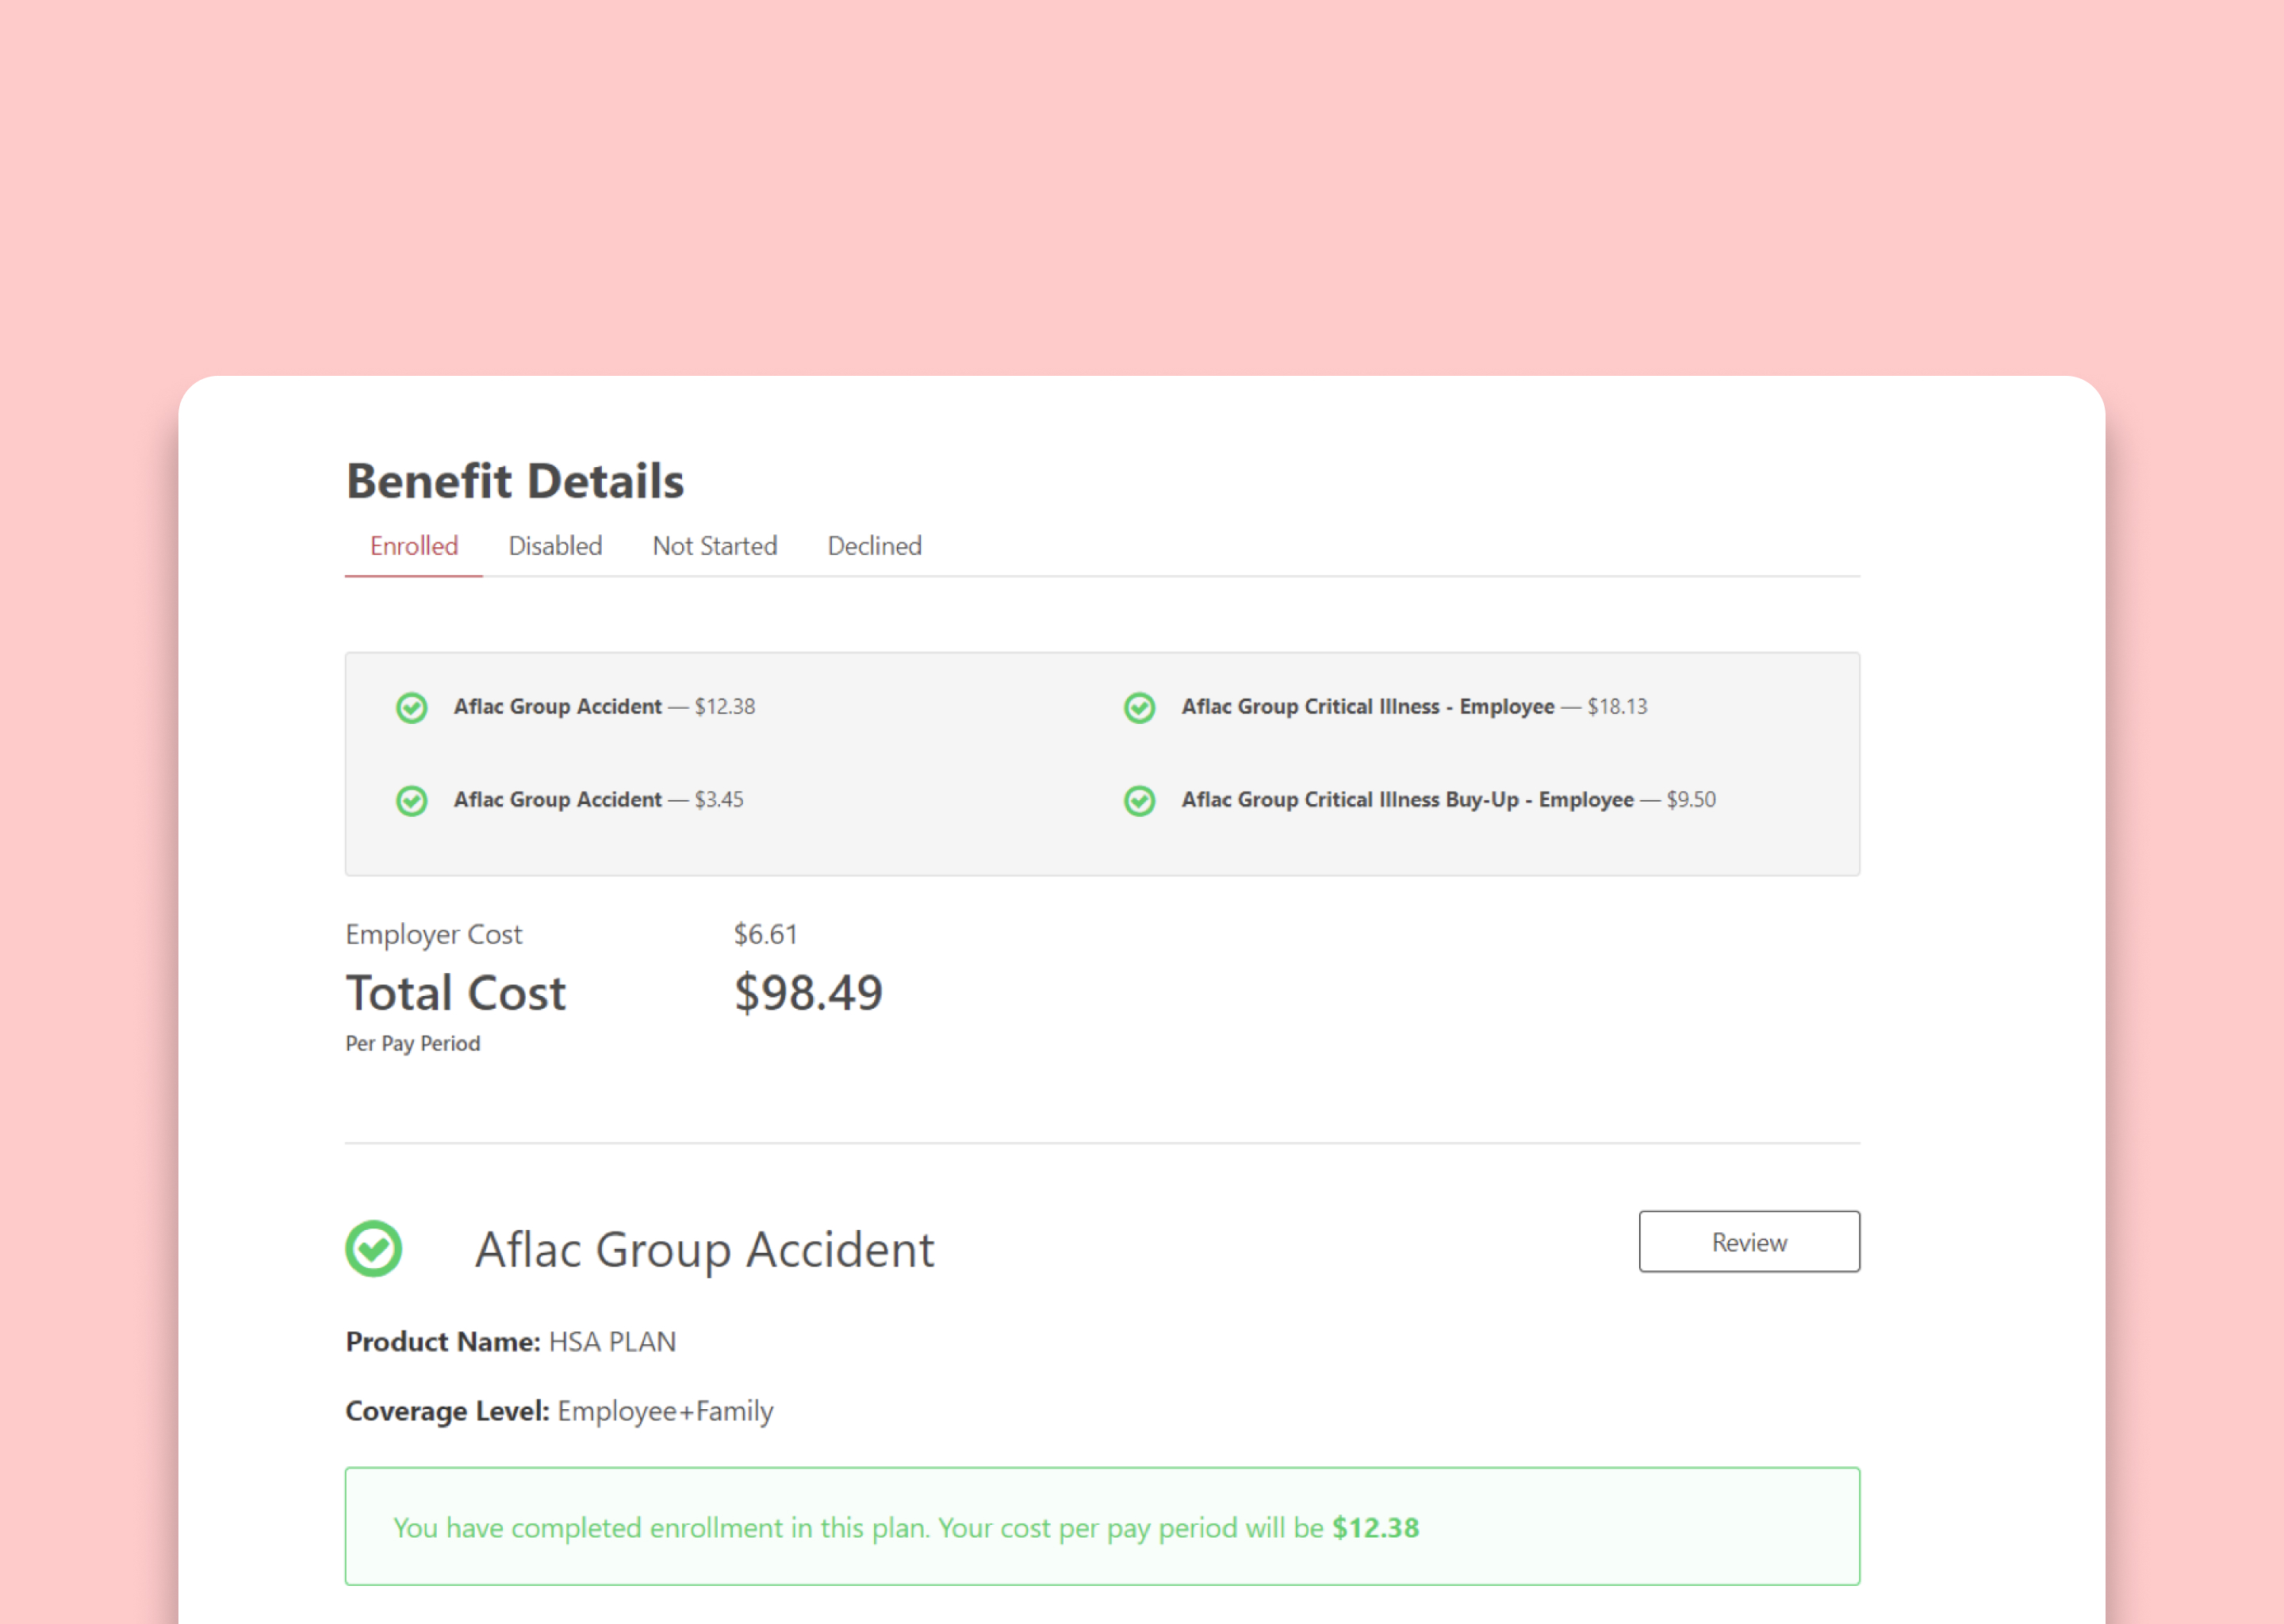 Benefit Details
Enrolled Disabled Not Started Declined
Aflac Group Accident — $12.38
Aflac Group Critical Illness - Employee — $18.13
Aflac Group Accident — $3.45
Aflac Group Critical Illness Buy-Up - Employee — $9.50
Employer Cost $6.61
Total Cost $98.49
Per Pay Period
Aflac Group Accident
Review
Product Name: HSA PLAN
Coverage Level: Employee+Family
You have completed enrollment in this plan. Your cost per pay period will be $12.38